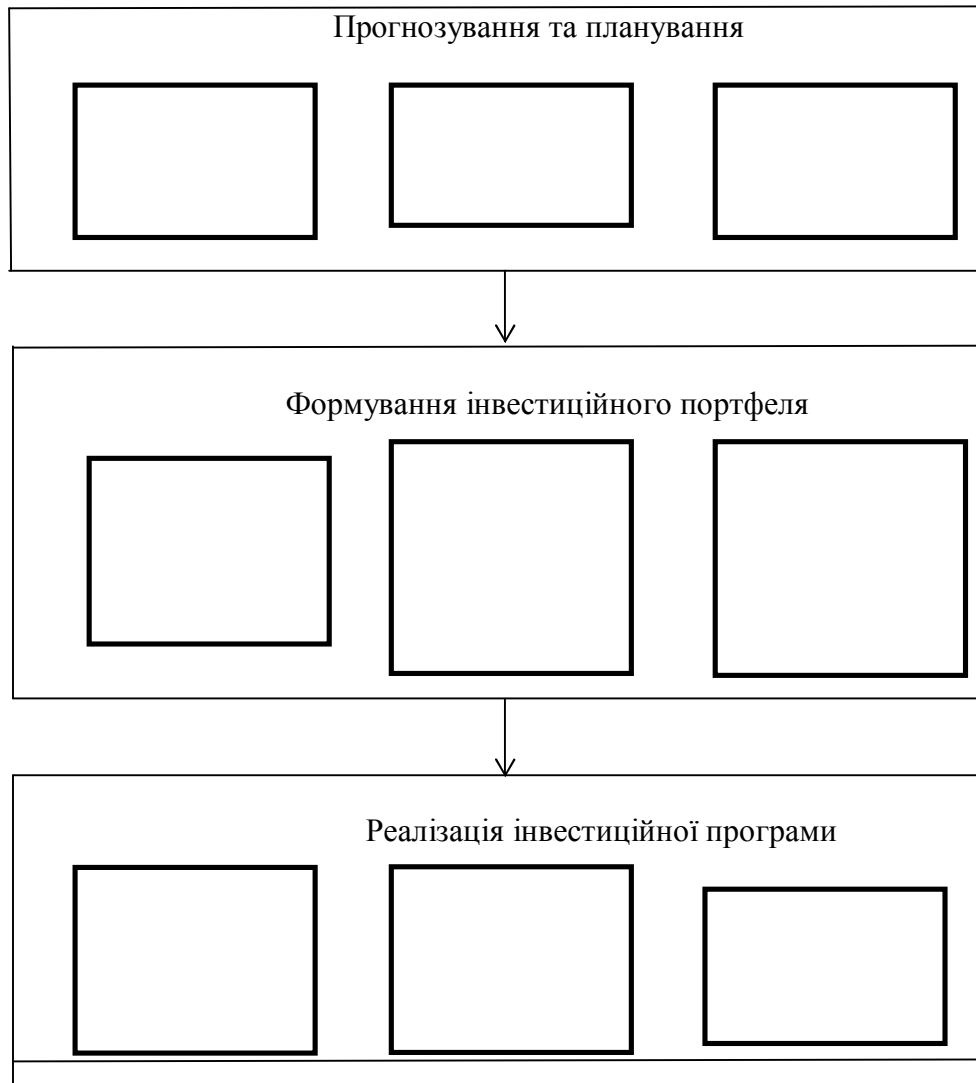 Прогнозування та планування
Формування інвестиційного портфеля
Реалізація інвестиційної програми